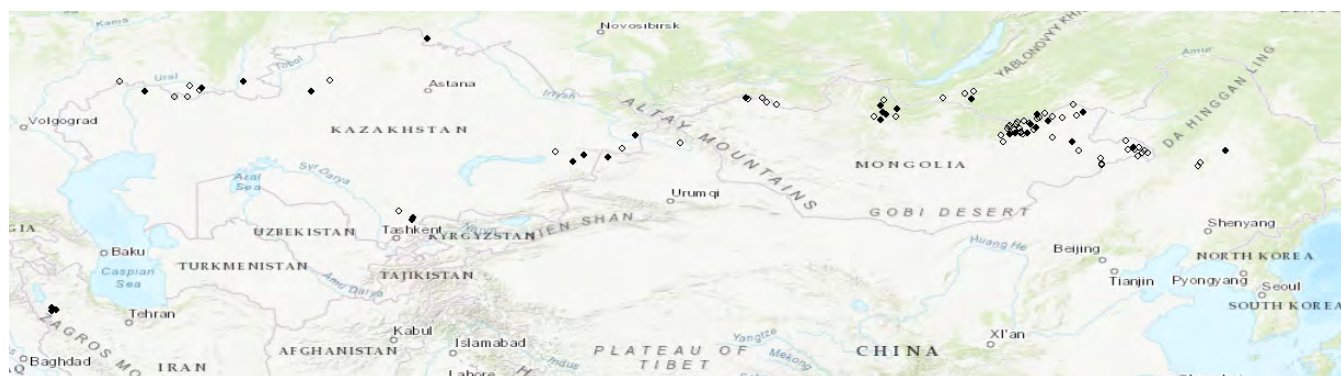 Kama
Novosibirsk
YABLONOVYY KH
Amur
Ural
Tobol
Astana
Irtysh
DA HINGGAN LING
Volgograd
KAZAKHSTAN
ALTAY MOUNTAINS
MONGOLIA
Syr Darya
Aral
Sea
Urumqi
GOBI DESERT
Shenyang
GIA
UZBEKISTAN
Tashkent
KYRGYZSTAN
TIEN SHAN
Huang He
Beijing
Baku
TURKMENISTAN
Caspian
Sea
Amu Darya
TAJIKISTAN
NORTH KOREA
Tianjin
Pyongyang
Seoul
SOUTH KOREA
Tehran
ZAGROS MO
Kabul
Islamabad
Yangtze
Xi'an
Baghdad
IRAN
AFGHANISTAN
Indus
PLATEAU OF
TIBET
Mekong
CHINA
Lahore
H